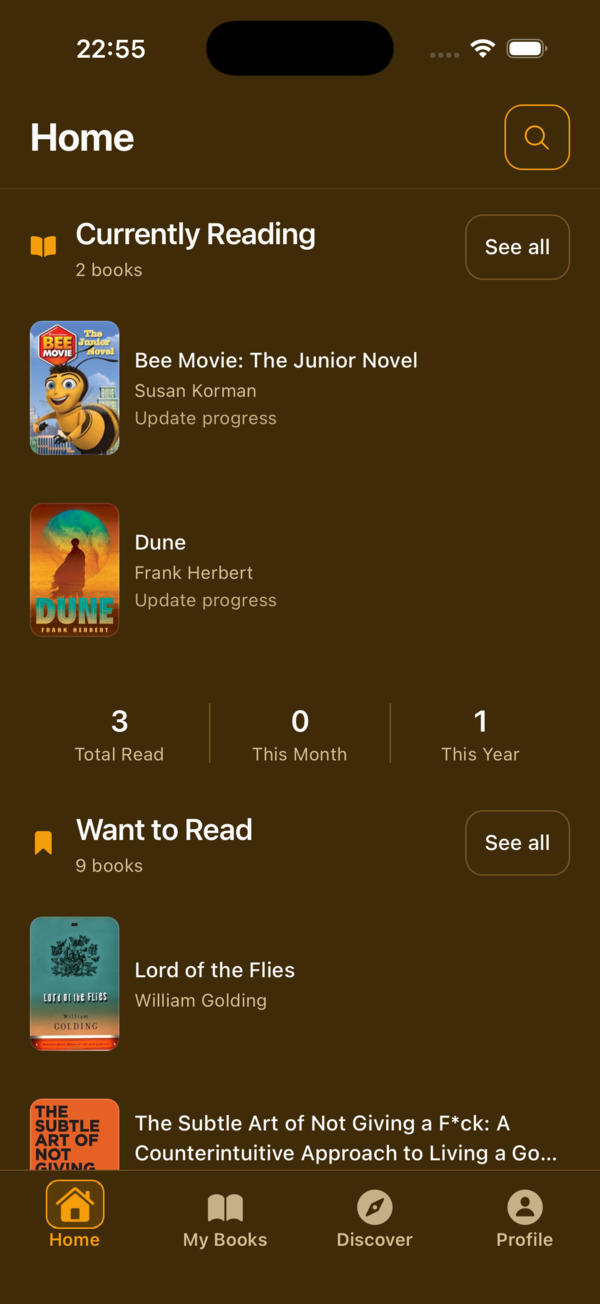 22:55
Home
Currently Reading
2 books
See all
BEE
MOVIE
The
Junior
Novel
Bee Movie: The Junior Novel
Susan Korman
Update progress
DUNE
FRANK HERBERT
Dune
Frank Herbert
Update progress
3
Total Read
0
This Month
1
This Year
Want to Read
9 books
See all
LORD OF THE FLIES
William
GOLDING
Lord of the Flies
William Golding
THE
SUBTLE
ART OF
NOT
GIVING
The Subtle Art of Not Giving a F*ck: A
Counterintuitive Approach to Living a Go...
Home
My Books
Discover
Profile